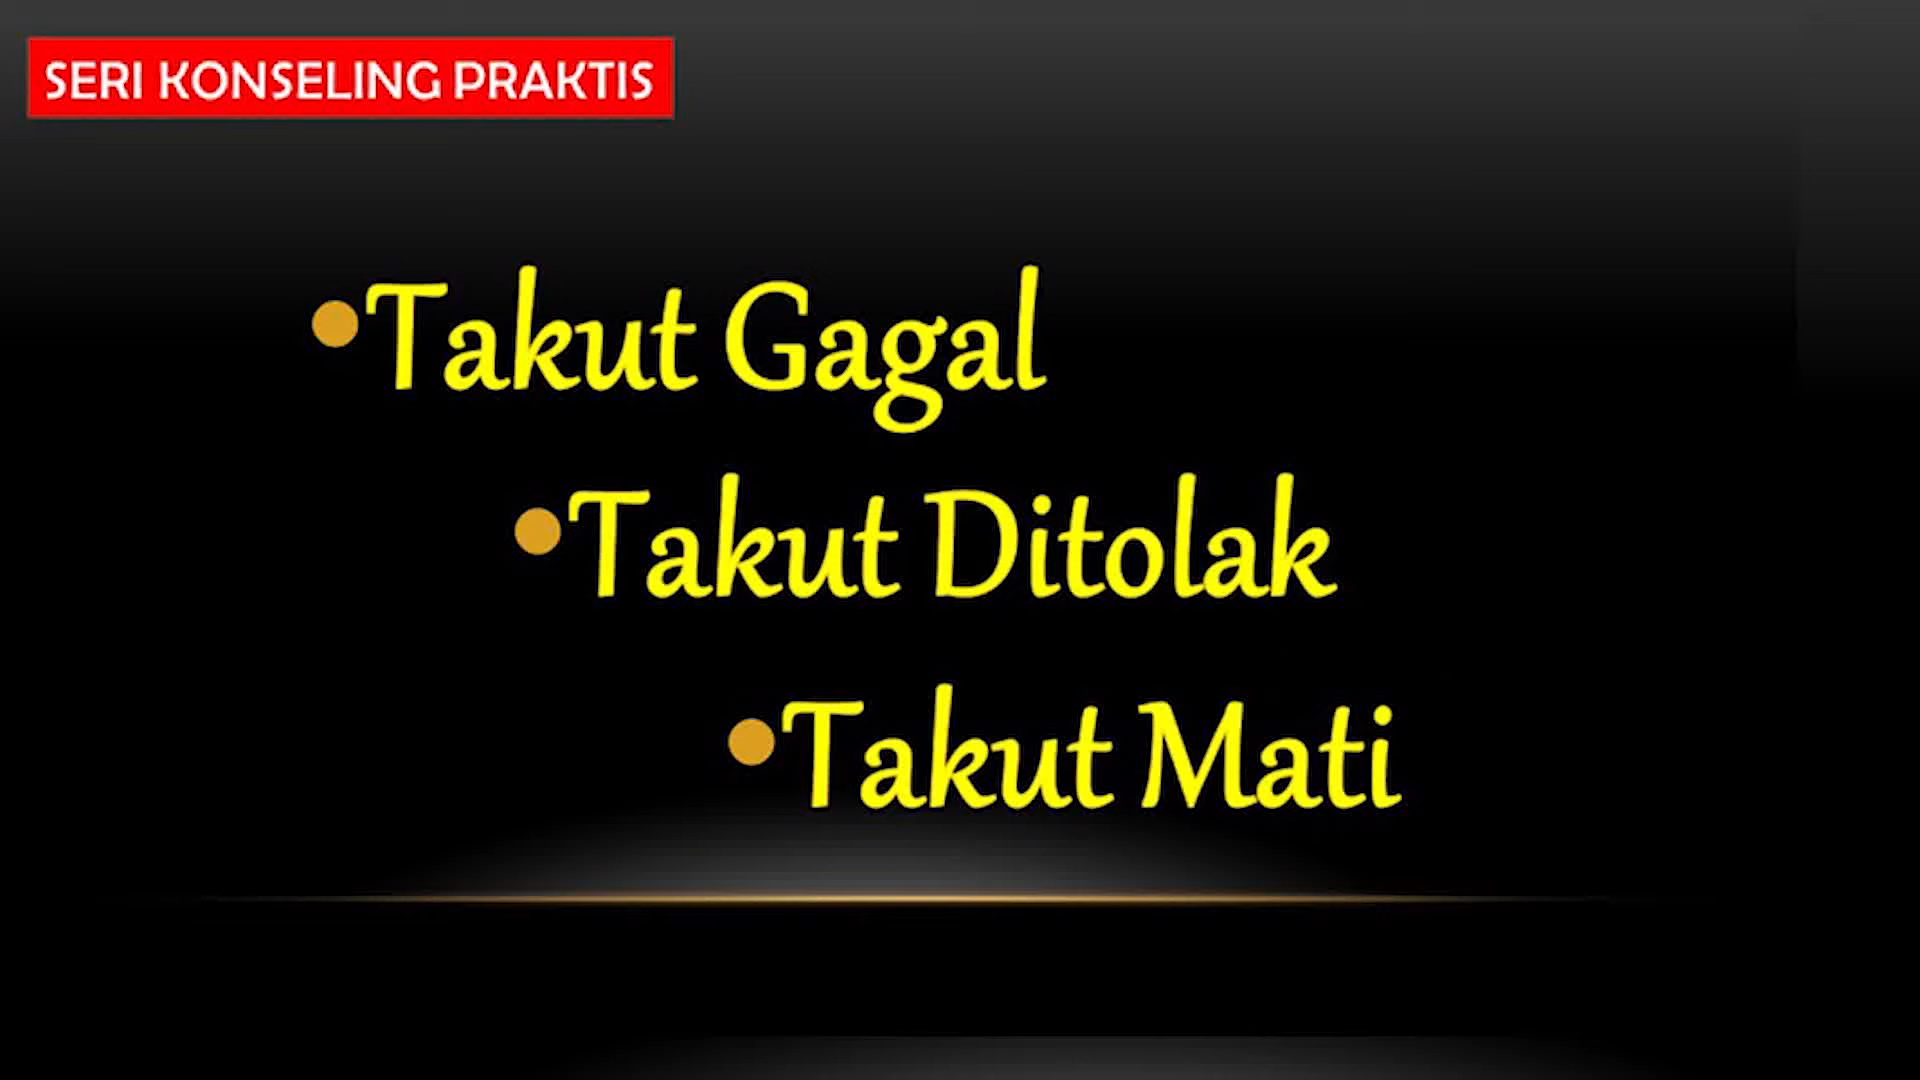 SERI KONSELING PRAKTIS
•Takut Gagal
•Takut Ditolak
•Takut Mati